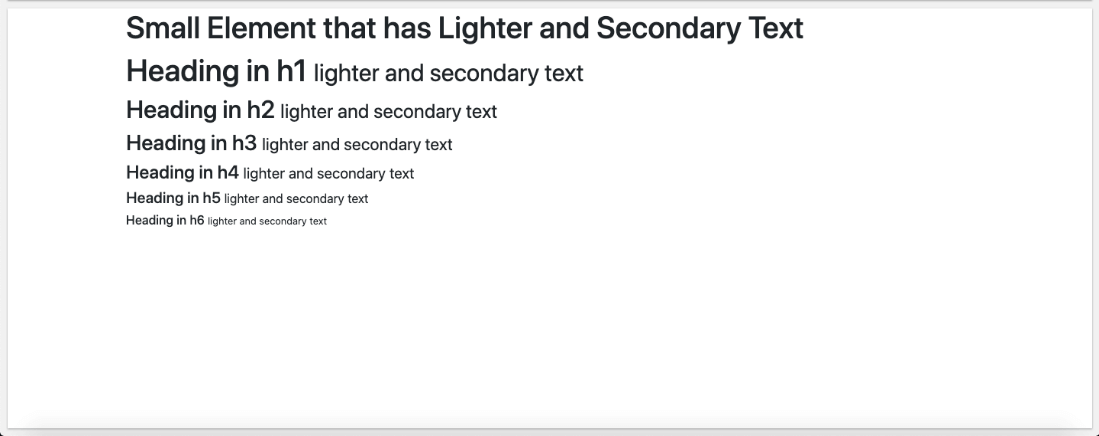 Small Element that has Lighter and Secondary Text
Heading in h1 lighter and secondary text
Heading in h2 lighter and secondary text
Heading in h3 lighter and secondary text
Heading in h4 lighter and secondary text
Heading in h5 lighter and secondary text
Heading in h6 lighter and secondary text